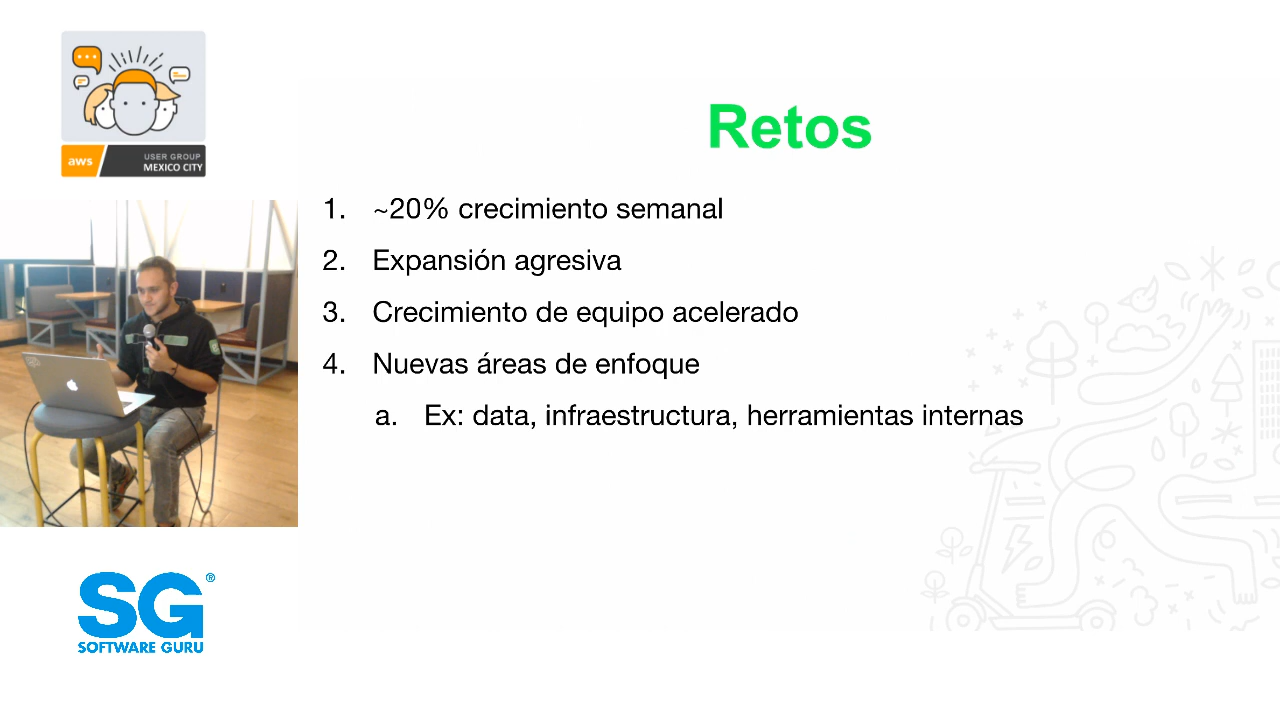 aws
USER GROUP
MEXICO CITY
Retos
1. ~20% crecimiento semanal
2. Expansión agresiva
3. Crecimiento de equipo acelerado
4. Nuevas áreas de enfoque
a. Ex: data, infraestructura, herramientas internas
SG®
SOFTWARE GURU